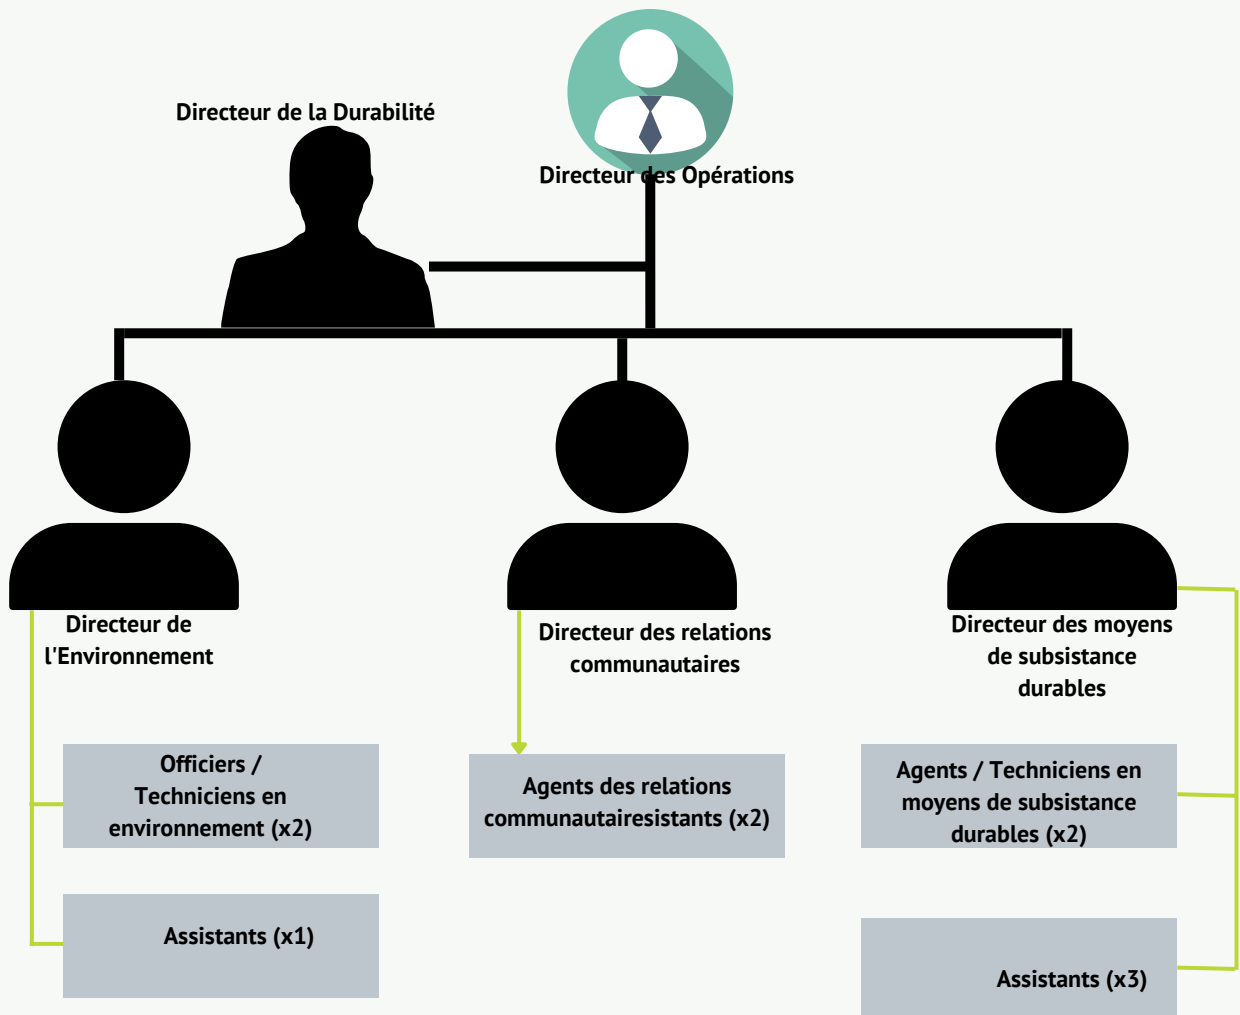 Directeur de la Durabilité
Directeur des Opérations
Directeur de
l'Environnement
Directeur des relations
communautaires
Directeur des moyens
de subsistance
durables
Officiers /
Techniciens en
environnement (x2)
Agents des relations
communautairesistants (x2)
Agents / Techniciens en
moyens de subsistance
durables (x2)
Assistants (x1)
Assistants (x3)